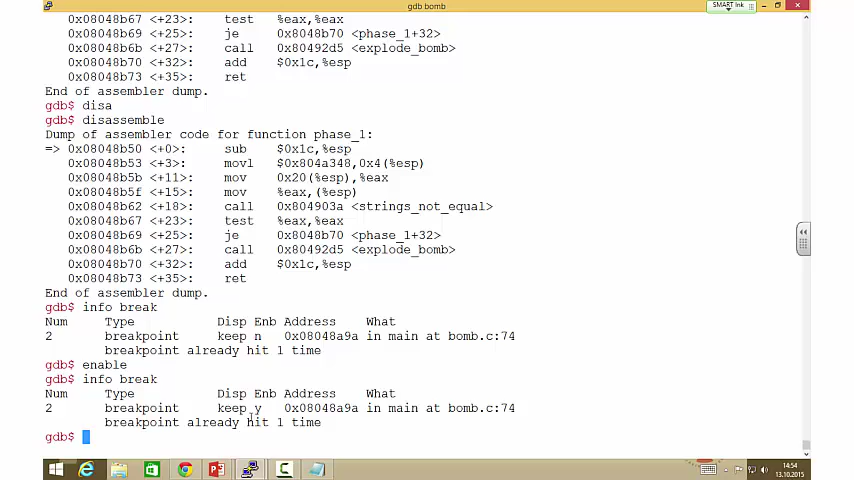 gdb bomb
SMART Ink
0x08048b67 <+23>: test %eax,%eax
0x08048b69 <+25>: je 0x8048b70 <phase_1+32>
0x08048b6b <+27>: call 0x80492d5 <explode_bomb>
0x08048b70 <+32>: add $0x1c,%esp
0x08048b73 <+35>: ret
End of assembler dump.
gdb$ disa
gdb$ disassemble
Dump of assembler code for function phase_1:
=> 0x08048b50 <+0>: sub $0x1c,%esp
0x08048b53 <+3>: movl $0x804a348,0x4(%esp)
0x08048b5b <+11>: mov 0x20(%esp),%eax
0x08048b5f <+15>: mov %eax,(%esp)
0x08048b62 <+18>: call 0x804903a <strings_not_equal>
0x08048b67 <+23>: test %eax,%eax
0x08048b69 <+25>: je 0x8048b70 <phase_1+32>
0x08048b6b <+27>: call 0x80492d5 <explode_bomb>
0x08048b70 <+32>: add $0x1c,%esp
0x08048b73 <+35>: ret
End of assembler dump.
gdb$ info break
Num Type Disp Enb Address What
2 breakpoint keep n 0x08048a9a in main at bomb.c:74
breakpoint already hit 1 time
gdb$ enable
gdb$ info break
Num Type Disp Enb Address What
2 breakpoint keep y 0x08048a9a in main at bomb.c:74
breakpoint already hit 1 time
gdb$
14:54
13.10.2015